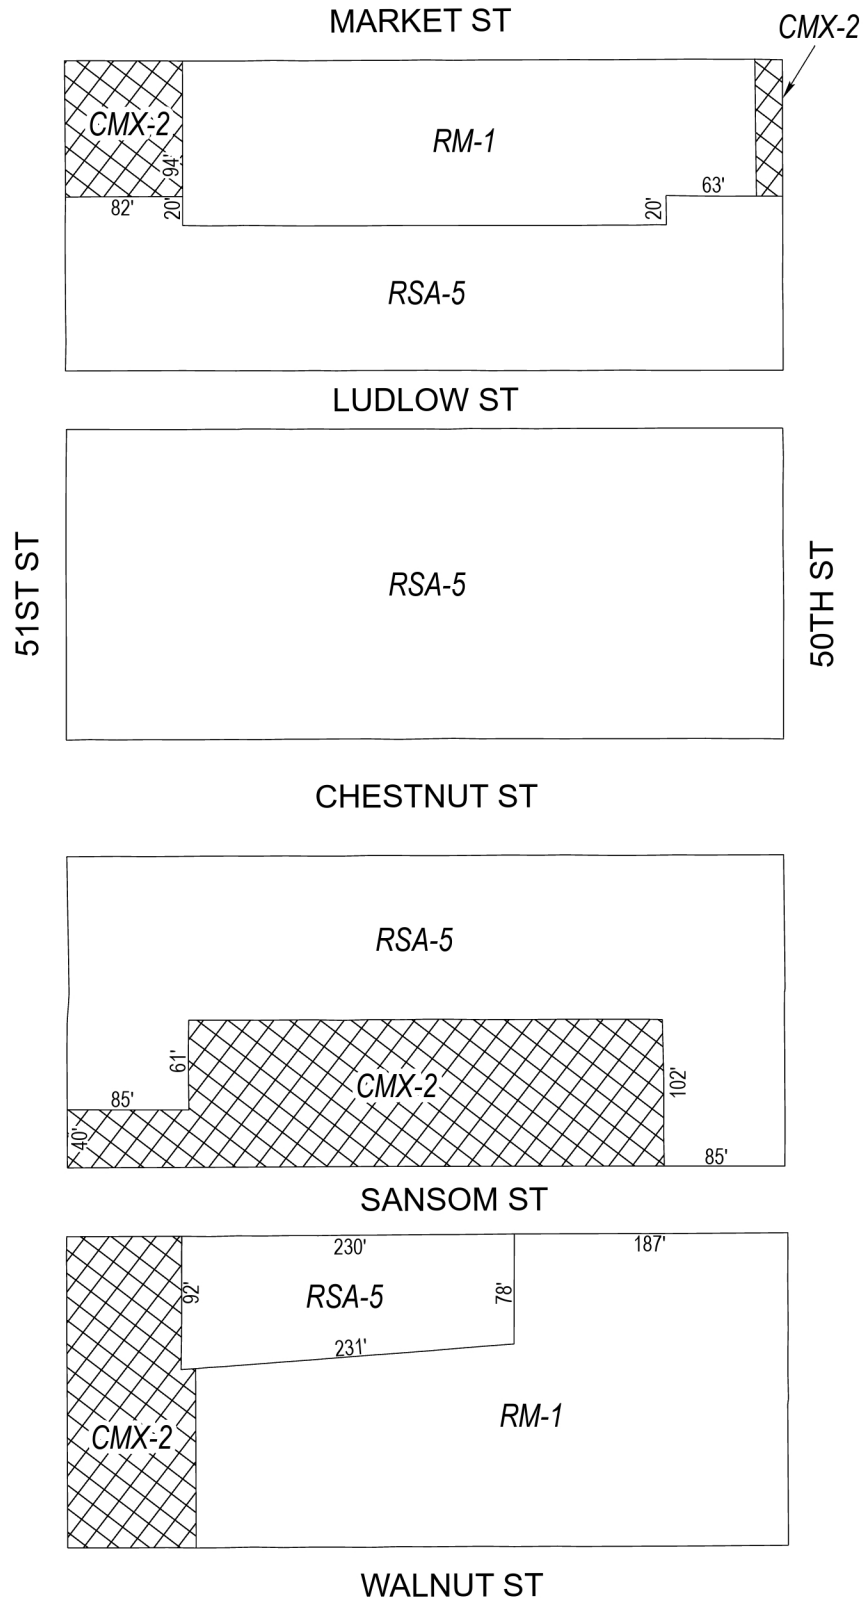 MARKET ST
CMX-2
CMX-2
RM-1
94'
63'
82'
20'
20'
RSA-5
LUDLOW ST
51ST ST
RSA-5
50TH ST
CHESTNUT ST
RSA-5
61'
CMX-2
102'
85'
40'
85'
SANSOM ST
230'
187'
92'
RSA-5
78'
231'
RM-1
CMX-2
WALNUT ST